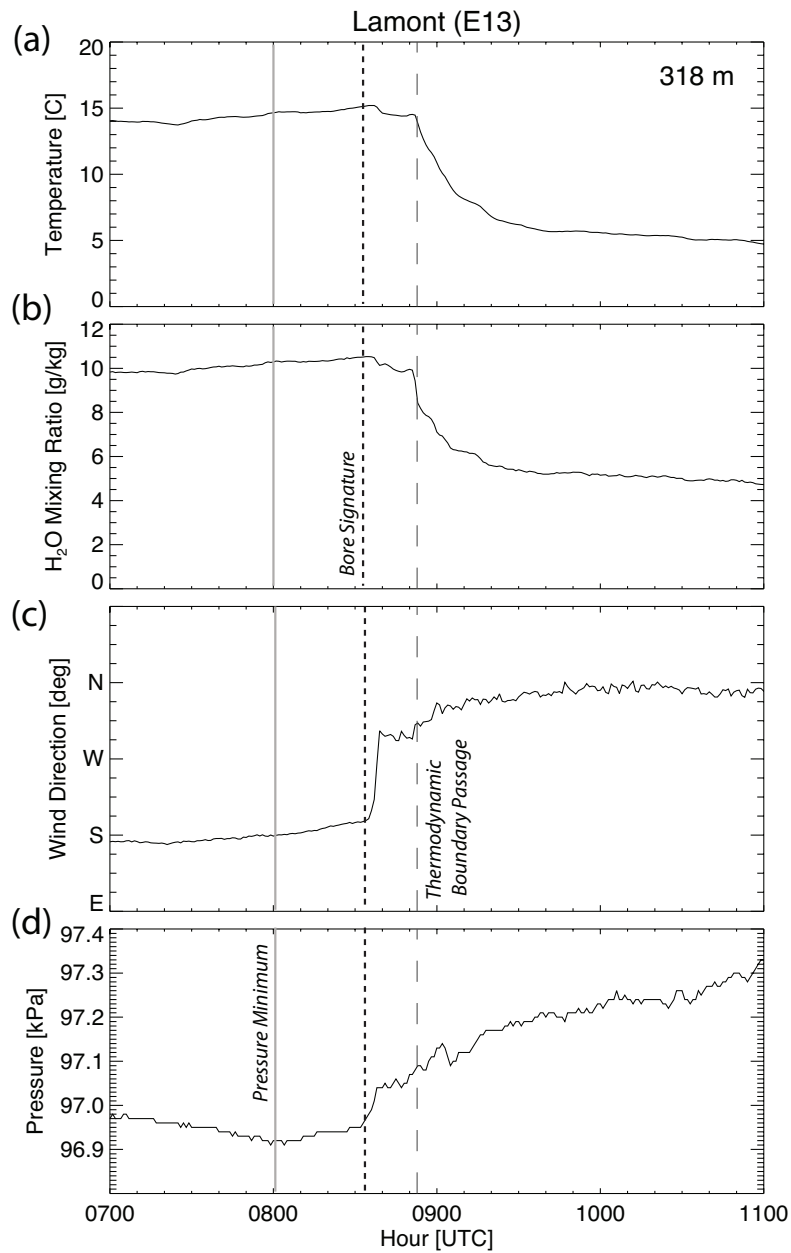 Lamont (E13)
(a)
318 m
Temperature [C]
20
15
10
5
0
(b)
H₂O Mixing Ratio [g/kg]
12
10
8
6
4
2
0
Bore Signature
(c)
Wind Direction [deg]
N
W
S
E
Thermodynamic
Boundary Passage
(d)
Pressure [kPa]
97.4
97.3
97.2
97.1
97.0
96.9
Pressure Minimum
0700
0800
0900
1000
1100
Hour [UTC]